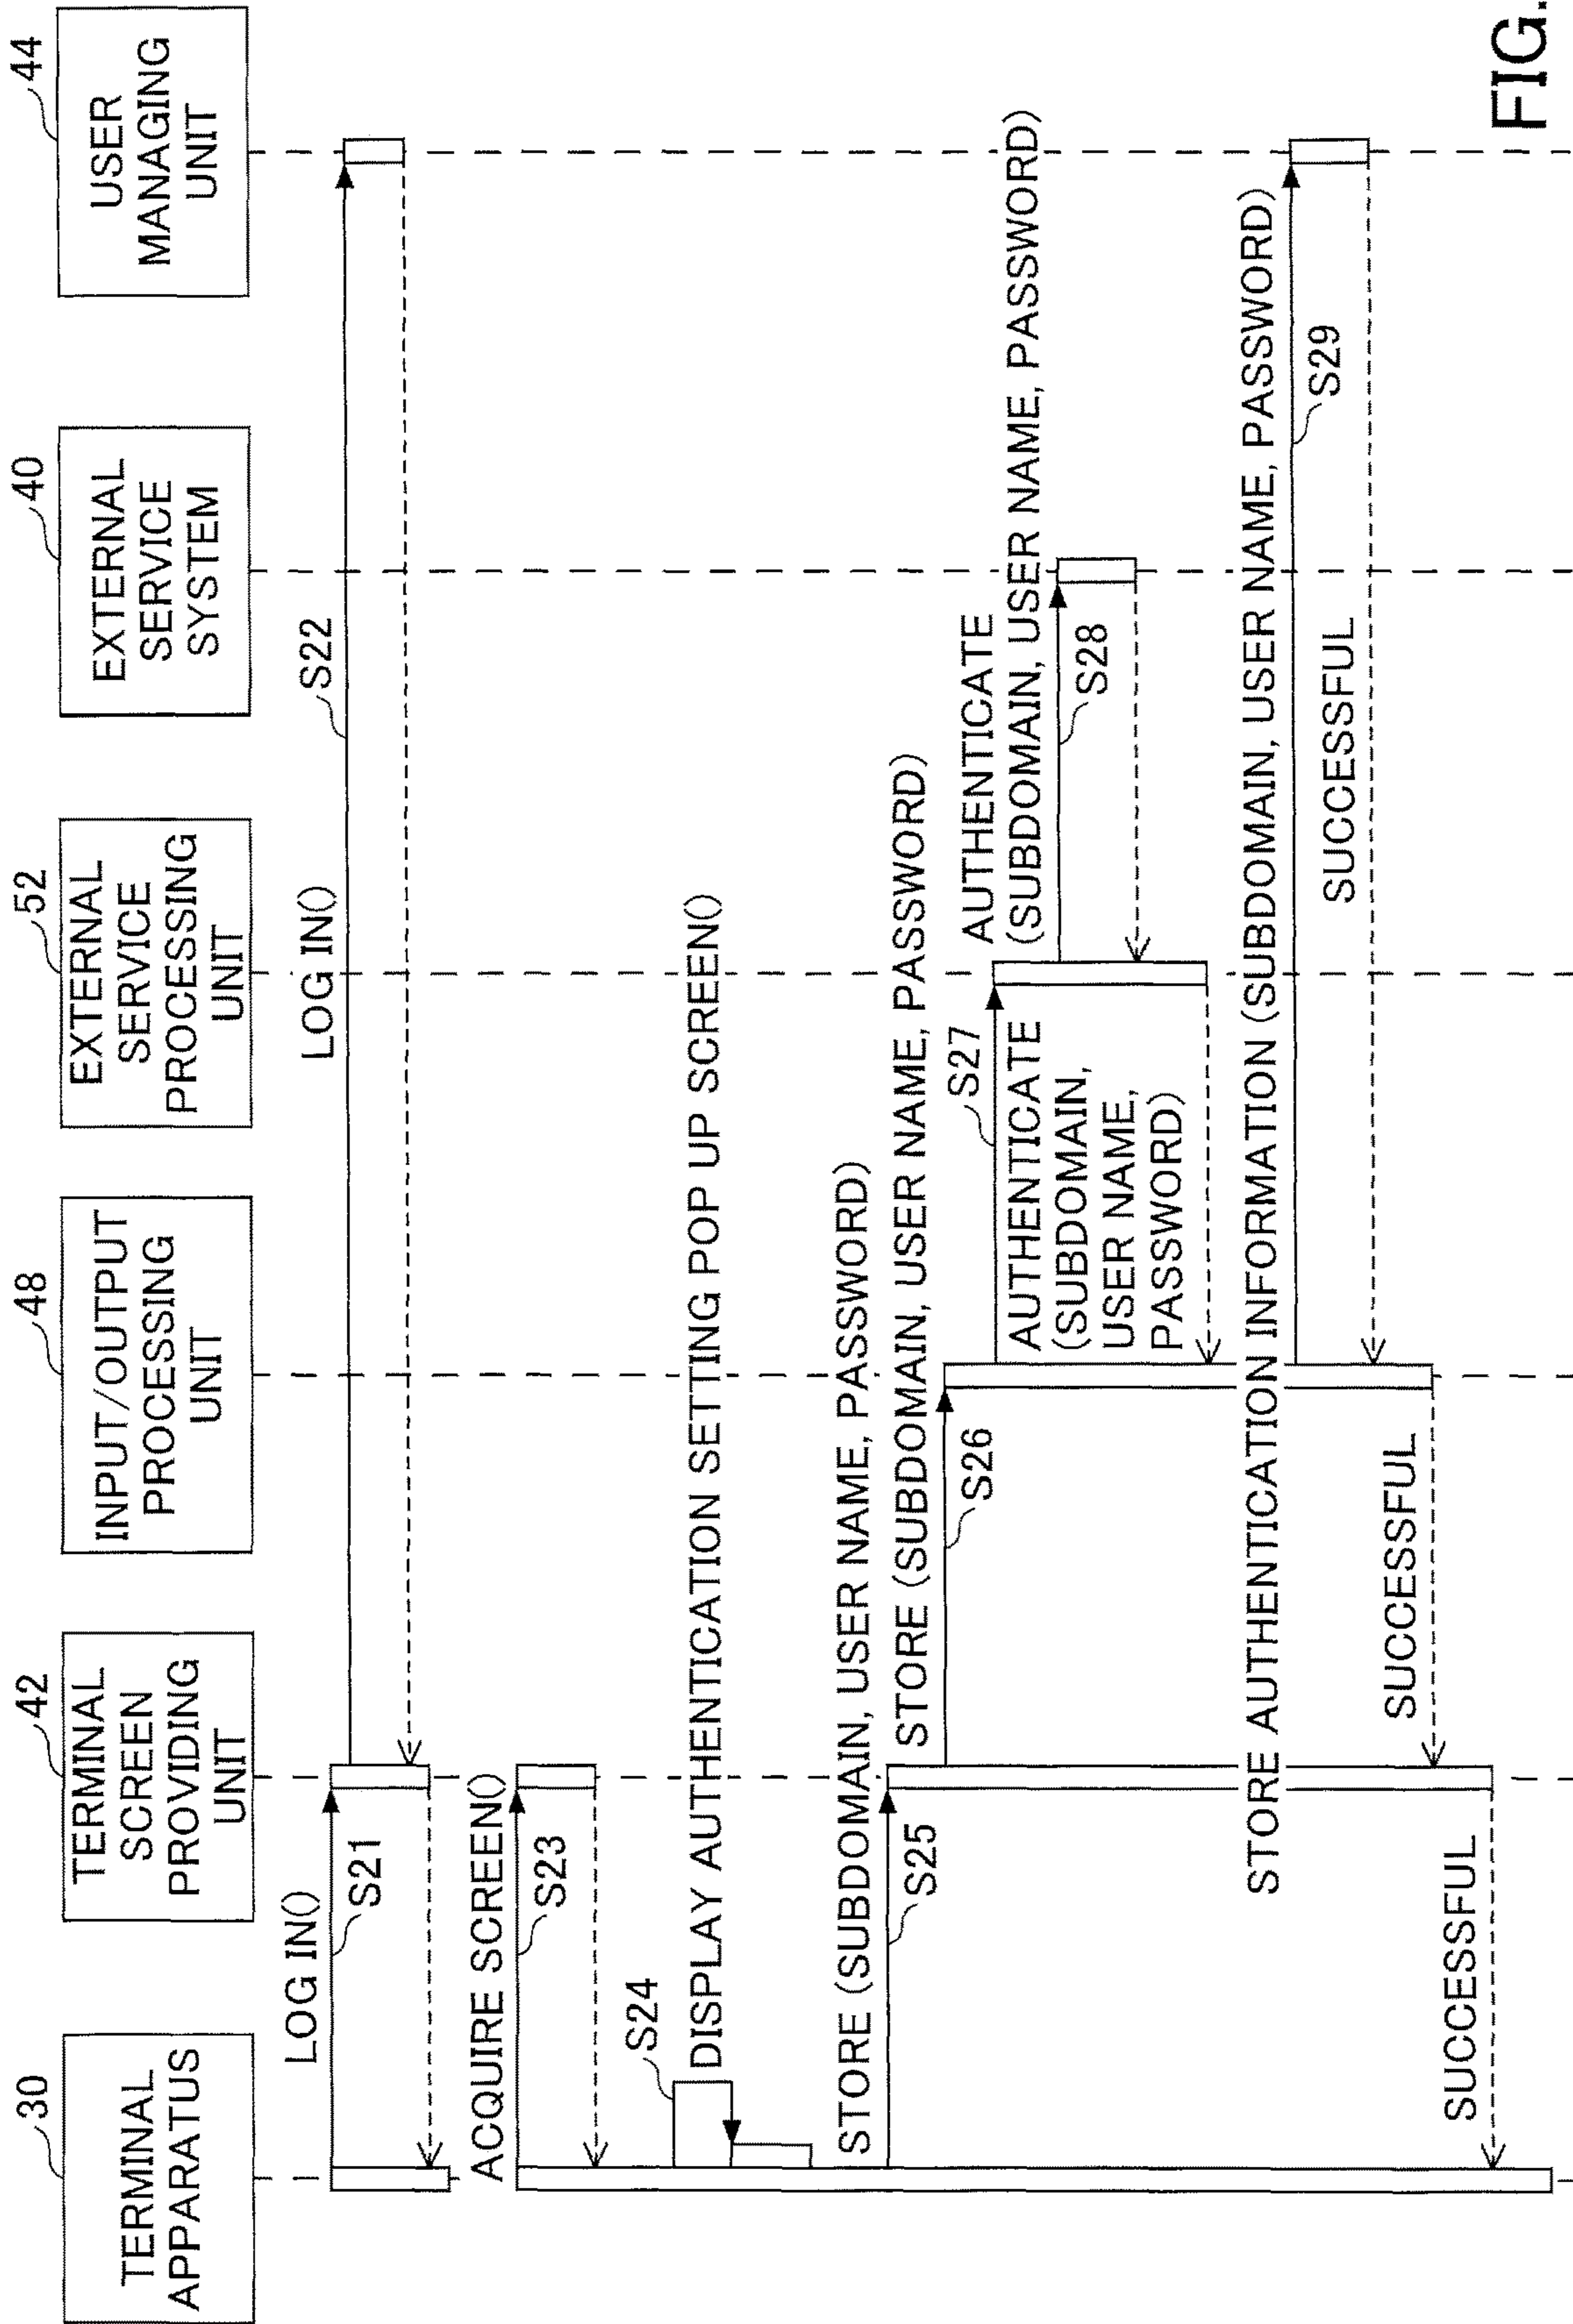 30
TERMINAL
APPARATUS
42
TERMINAL
SCREEN
PROVIDING
UNIT
48
INPUT/OUTPUT
PROCESSING
UNIT
52
EXTERNAL
SERVICE
PROCESSING
UNIT
40
EXTERNAL
SERVICE
SYSTEM
44
USER
MANAGING
UNIT
LOG IN()
S21
LOG IN()
S22
ACQUIRE SCREEN()
S23
S24
DISPLAY AUTHENTICATION SETTING POP UP SCREEN()
STORE (SUBDOMAIN, USER NAME, PASSWORD)
S25
STORE (SUBDOMAIN, USER NAME, PASSWORD)
S26
S27
AUTHENTICATE
(SUBDOMAIN,
USER NAME,
PASSWORD)
AUTHENTICATE
(SUBDOMAIN, USER NAME, PASSWORD)
S28
STORE AUTHENTICATION INFORMATION (SUBDOMAIN, USER NAME, PASSWORD)
S29
SUCCESSFUL
SUCCESSFUL
SUCCESSFUL
FIG.